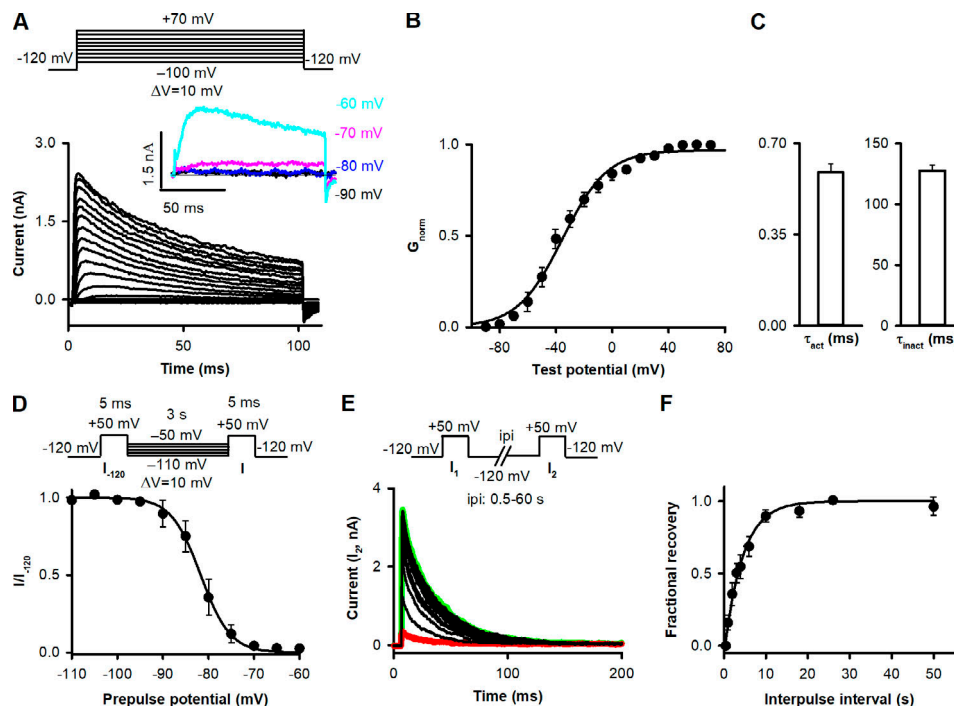 A
+70 mV
-120 mV
-120 mV
–100 mV
ΔV=10 mV
-60 mV
-70 mV
-80 mV
-90 mV
1.5 nA
50 ms
3.0
1.5
0.0
Current (nA)
0
50
100
Time (ms)
B
1.0
0.5
0.0
G norm
-80
-40
0
40
80
Test potential (mV)
C
0.70
0.35
0.00
τact (ms)
150
100
50
0
τinact (ms)
D
5 ms
5 ms
+50 mV
3 s
+50 mV
–50 mV
-120 mV
-120 mV
–110 mV
I-120
I
ΔV=10 mV
1.0
0.5
0.0
I/I-120
-110
-100
-90
-80
-70
-60
Prepulse potential (mV)
E
+50 mV
ipi
+50 mV
-120 mV
-120 mV
I1
-120 mV
I2
ipi: 0.5-60 s
4
2
0
Current (I2, nA)
0
100
200
Time (ms)
F
1.0
0.5
0.0
Fractional recovery
0
10
20
30
40
50
Interpulse interval (s)